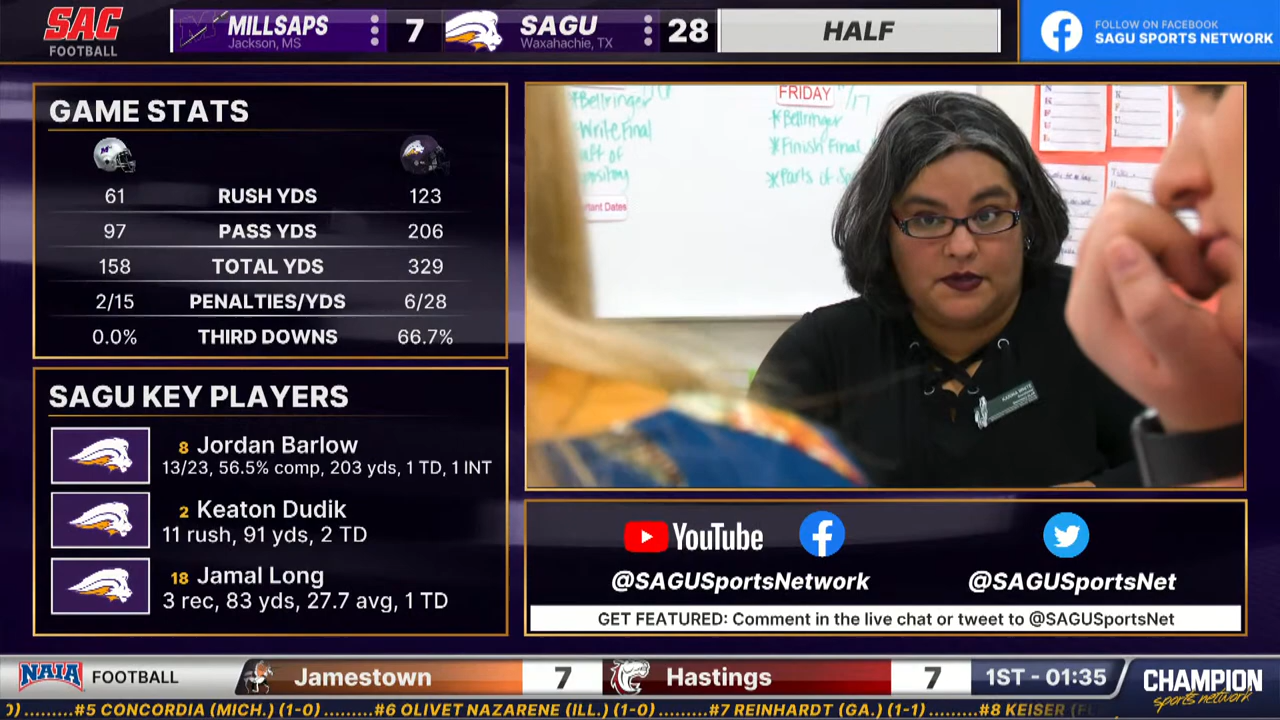 SAC
FOOTBALL
MILLSAPS
Jackson, MS
7
SAGU
Waxahachie, TX
28
HALF
FOLLOW ON FACEBOOK
SAGU SPORTS NETWORK
GAME STATS
61 RUSH YDS 123
97 PASS YDS 206
158 TOTAL YDS 329
2/15 PENALTIES/YDS 6/28
0.0% THIRD DOWNS 66.7%
SAGU KEY PLAYERS
8 Jordan Barlow
13/23, 56.5% comp, 203 yds, 1 TD, 1 INT
2 Keaton Dudik
11 rush, 91 yds, 2 TD
18 Jamal Long
3 rec, 83 yds, 27.7 avg, 1 TD
*Bellringer
Write Final
FRIDAY
*Bellringer
*Finish Final
*Parts of
YouTube
@SAGUSportsNetwork
@SAGUSportsNet
GET FEATURED: Comment in the live chat or tweet to @SAGUSportsNet
NAIA FOOTBALL
Jamestown 7
Hastings 7
1ST - 01:35
CHAMPION
sports network
)........#5 CONCORDIA (MICH.) (1-0)........#6 OLIVET NAZARENE (ILL.) (1-0)........#7 REINHARDT (GA.) (1-1)........#8 KEISER (FL